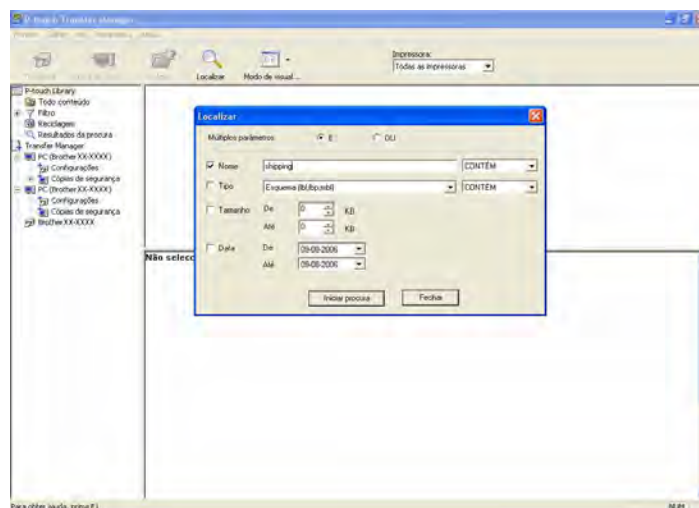 P-touch Transfer Manager
Impressora:
Todas as impressoras
Localizar
Modo de visual...
P-touch Library
Todo conteúdo
Filtro
Reciclagem
Resultados da procura
Transfer Manager
PC (Brother XX-XXXX)
Configurações
Cópias de segurança
PC (Brother XX-XXXX)
Configurações
Cópias de segurança
Brother XX-XXXX
Localizar
Múltiplos parâmetros
E
OU
Nome
shipping
CONTÉM
Tipo
Esquema (lbl,lbp,mbl)
CONTÉM
Tamanho
De
0
KB
Até
0
KB
Data
De
09-08-2006
Até
09-08-2006
Iniciar procura
Fechar
Não selecc
Para obter ajuda, prima F1
NUM